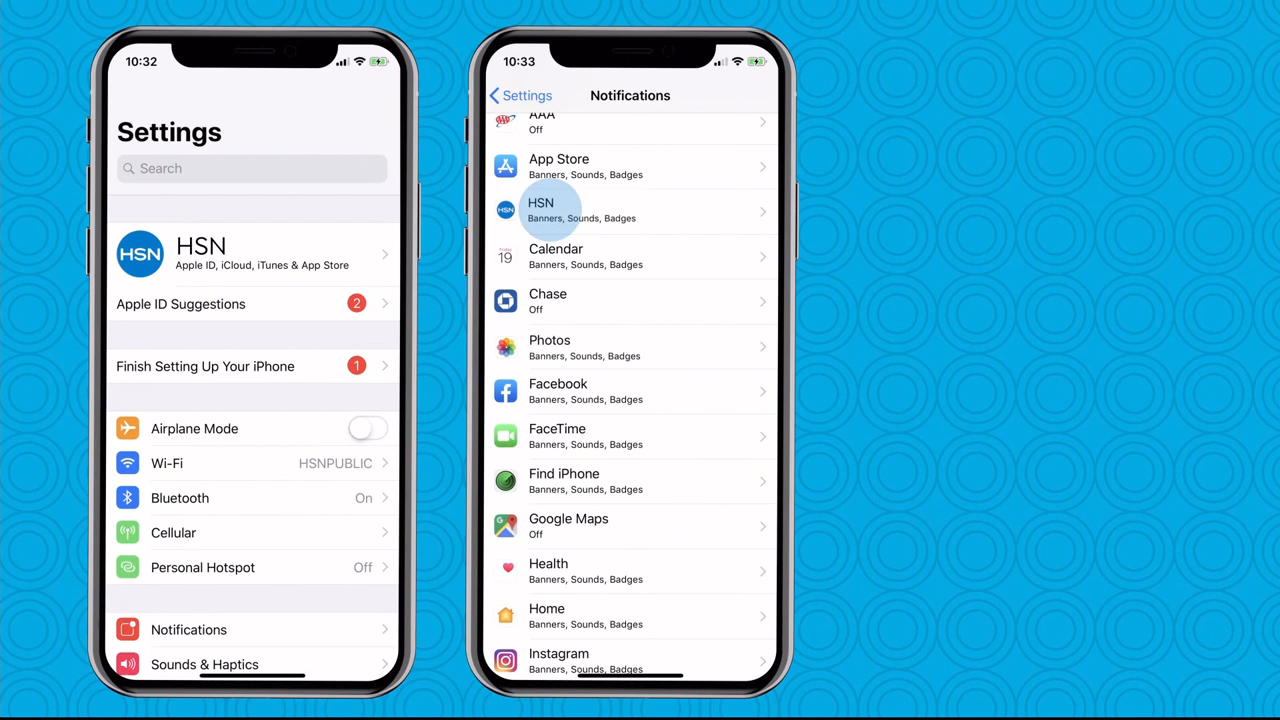 10:32
Settings
Search
HSN
HSN
Apple ID, iCloud, iTunes & App Store
Apple ID Suggestions
2
Finish Setting Up Your iPhone
1
Airplane Mode
Wi-Fi
HSNPUBLIC
Bluetooth
On
Cellular
Personal Hotspot
Off
Notifications
Sounds & Haptics
10:33
Settings
Notifications
AAA
Off
App Store
Banners, Sounds, Badges
HSN
HSN
Banners, Sounds, Badges
Friday
19
Calendar
Banners, Sounds, Badges
Chase
Off
Photos
Banners, Sounds, Badges
Facebook
Banners, Sounds, Badges
FaceTime
Banners, Sounds, Badges
Find iPhone
Banners, Sounds, Badges
Google Maps
Off
Health
Banners, Sounds, Badges
Home
Banners, Sounds, Badges
Instagram
Banners, Sounds, Badges